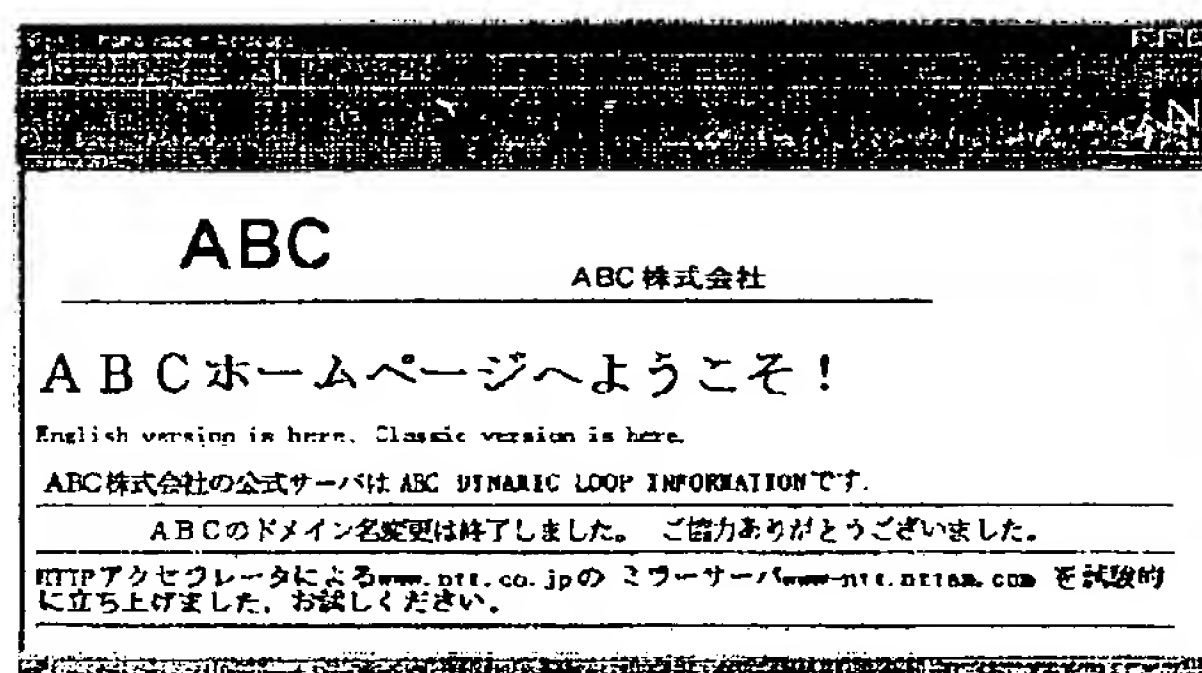 ABC
ABC株式会社
ABCホームページへようこそ!
English version is here. Classic version is here.
ABC株式会社の公式サーバは ABC DYNAMIC LOOP INFORMATIONです.
ABCのドメイン名変更は終了しました。 ご協力ありがとうございました。
HTTPアクセラレータによるwww.ntt.co.jpの ミラーサーバwww-ntt.nttam.com を試験的
に立ち上げました. お試しください.